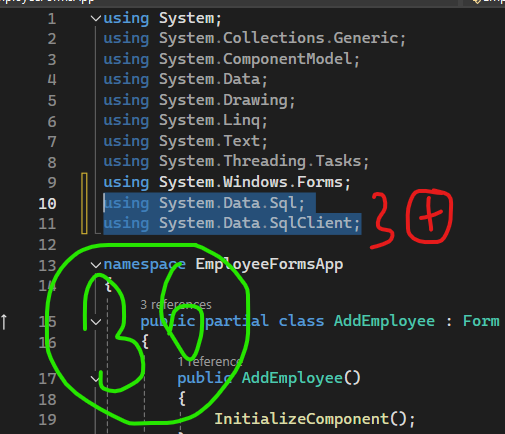 1 using System;
2 using System.Collections.Generic;
3 using System.ComponentModel;
4 using System.Data;
5 using System.Drawing;
6 using System.Linq;
7 using System.Text;
8 using System.Threading.Tasks;
9 using System.Windows.Forms;
10 using System.Data.Sql;
11 using System.Data.SqlClient;
12
13 namespace EmployeeFormsApp
14 {
3 references
15 public partial class AddEmployee : Form
16 {
1 reference
17 public AddEmployee()
18 {
19 InitializeComponent();